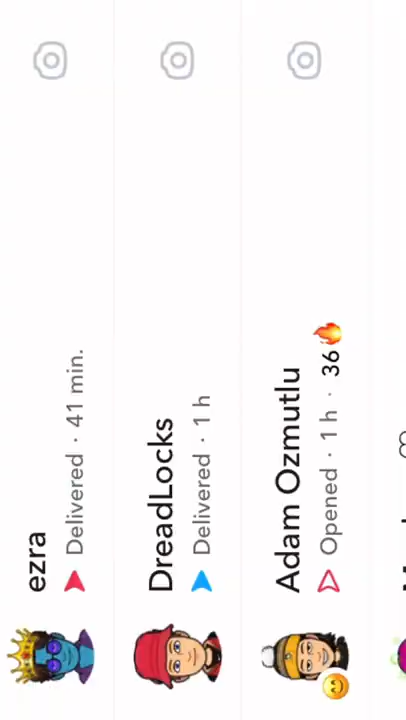 ezra
Delivered · 41 min.
DreadLocks
Delivered · 1 h
Adam Ozmutlu
Opened · 1 h · 36 🔥